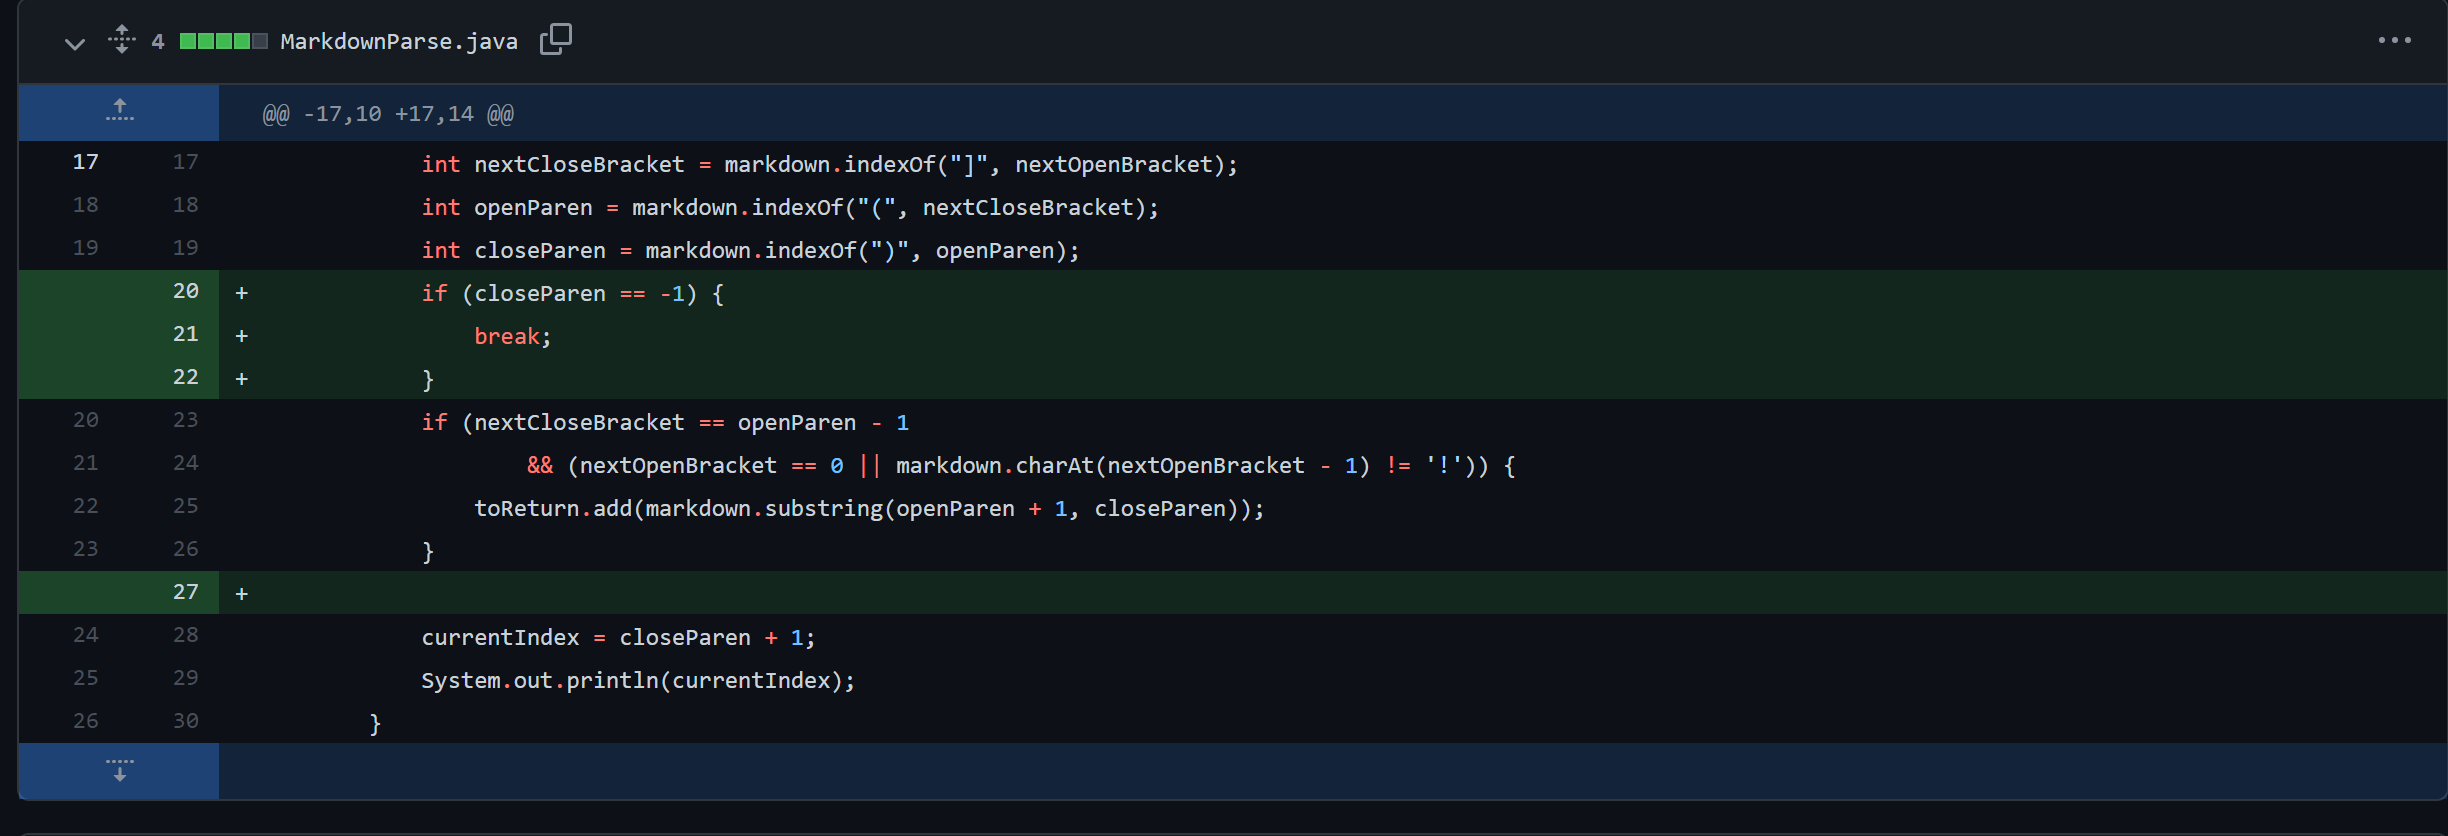 4 MarkdownParse.java
@@ -17,10 +17,14 @@
17 17 int nextCloseBracket = markdown.indexOf("]", nextOpenBracket);
18 18 int openParen = markdown.indexOf("(", nextCloseBracket);
19 19 int closeParen = markdown.indexOf(")", openParen);
20 + if (closeParen == -1) {
21 + break;
22 + }
20 23 if (nextCloseBracket == openParen - 1
21 24 && (nextOpenBracket == 0 || markdown.charAt(nextOpenBracket - 1) != '!')) {
22 25 toReturn.add(markdown.substring(openParen + 1, closeParen));
23 26 }
27 +
24 28 currentIndex = closeParen + 1;
25 29 System.out.println(currentIndex);
26 30 }